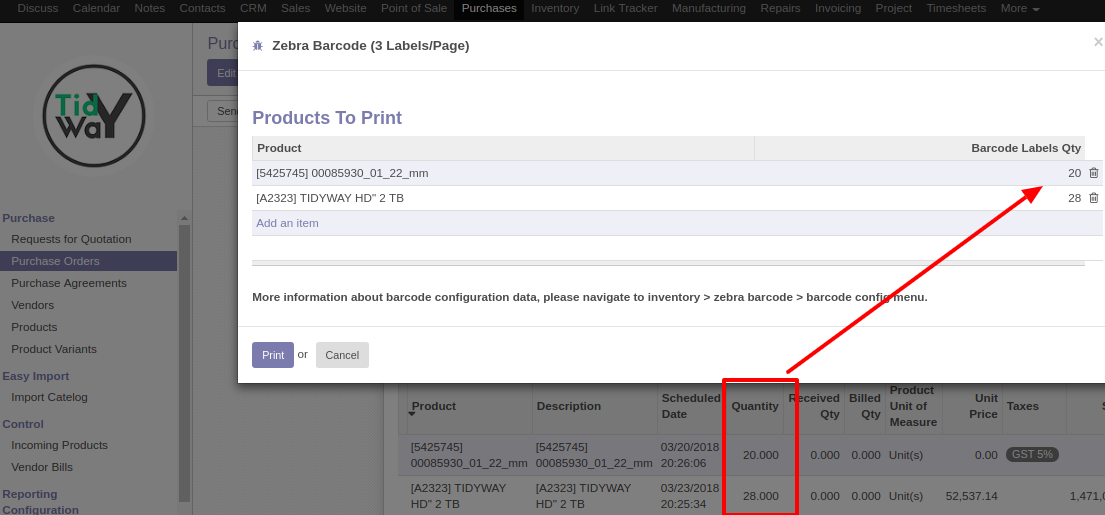 Discuss Calendar Notes Contacts CRM Sales Website Point of Sale Purchases Inventory Link Tracker Manufacturing Repairs Invoicing Project Timesheets More
Tidy
Way
Purchase
Requests for Quotation
Purchase Orders
Purchase Agreements
Vendors
Products
Product Variants
Easy Import
Import Catelog
Control
Incoming Products
Vendor Bills
Reporting
Configuration
Edit
Zebra Barcode (3 Labels/Page)
×
Products To Print
Product Barcode Labels Qty
[5425745] 00085930_01_22_mm 20
[A2323] TIDYWAY HD" 2 TB 28
Add an item
More information about barcode configuration data, please navigate to inventory > zebra barcode > barcode config menu.
Print or Cancel
Product Description Scheduled Date Quantity Received Qty Billed Qty Product Unit of Measure Unit Price Taxes
[5425745] [5425745] 03/20/2018
00085930_01_22_mm 00085930_01_22_mm 20:26:06 20.000 0.000 0.000 Unit(s) 0.00 GST 5%
[A2323] TIDYWAY [A2323] TIDYWAY 03/23/2018
HD" 2 TB HD" 2 TB 20:25:34 28.000 0.000 0.000 Unit(s) 52,537.14